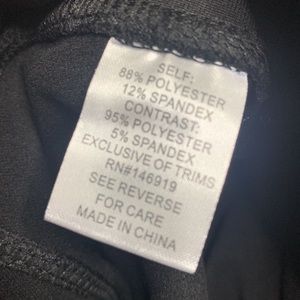 SELF:
88% POLYESTER
12% SPANDEX
CONTRAST:
95% POLYESTER
5% SPANDEX
EXCLUSIVE OF TRIMS
RN#146919
SEE REVERSE
FOR CARE
MADE IN CHINA